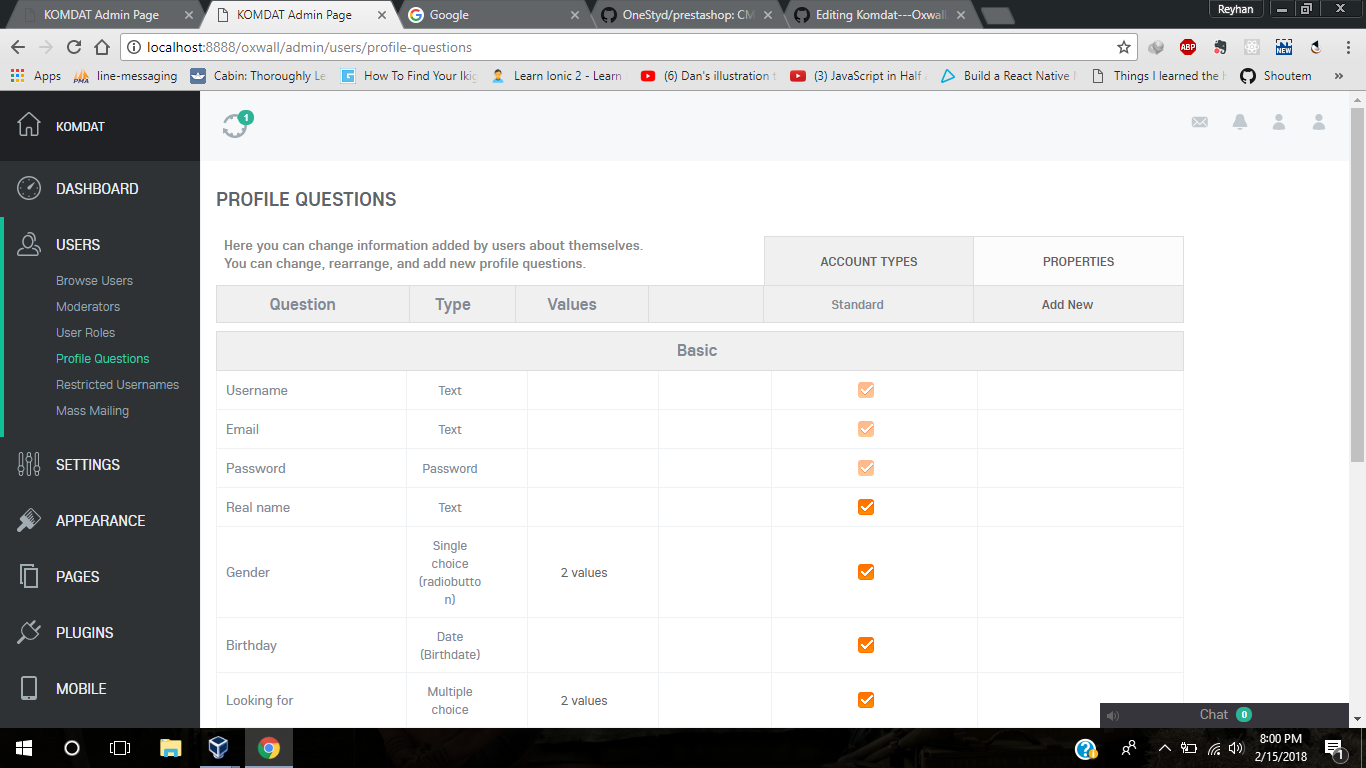 KOMDAT Admin Page
KOMDAT Admin Page
Google
OneStyd/prestashop: CM
Editing Komdat---Oxwal
Reyhan
localhost:8888/oxwall/admin/users/profile-questions
ABP
NEW
Apps
PMA
line-messaging
Cabin: Thoroughly Le
How To Find Your Ikig
Learn Ionic 2 - Learn
(6) Dan's illustration t
(3) JavaScript in Half a
Build a React Native
Things I learned the h
Shoutem
»
KOMDAT
1
DASHBOARD
USERS
Browse Users
Moderators
User Roles
Profile Questions
Restricted Usernames
Mass Mailing
SETTINGS
APPEARANCE
PAGES
PLUGINS
MOBILE
PROFILE QUESTIONS
Here you can change information added by users about themselves.
You can change, rearrange, and add new profile questions.
ACCOUNT TYPES
PROPERTIES
Question
Type
Values
Standard
Add New
Basic
Username
Text
Email
Text
Password
Password
Real name
Text
Gender
Single
choice
(radiobutto
n)
2 values
Birthday
Date
(Birthdate)
Looking for
Multiple
choice
2 values
Chat 0
8:00 PM
2/15/2018
1